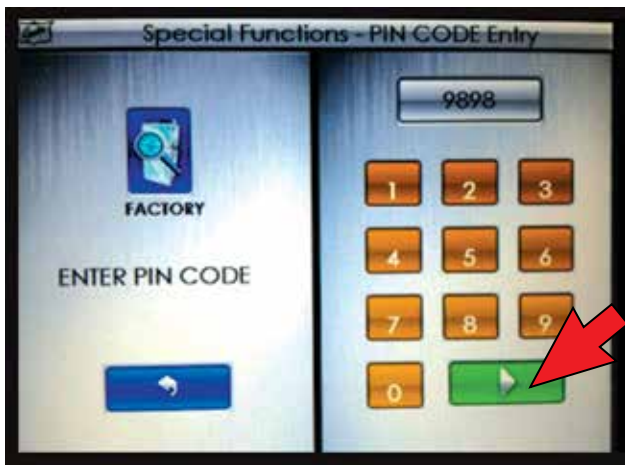 Special Functions - PIN CODE Entry
FACTORY
ENTER PIN CODE
9898
1 2 3
4 5 6
7 8 9
0